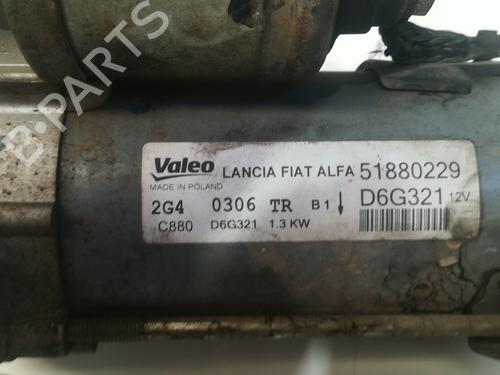 Valeo LANCIA FIAT ALFA 51880229
MADE IN POLAND
D6G321 12V
2G4 0306 TR B1↓
C880 D6G321 1.3 KW
B-PARTS